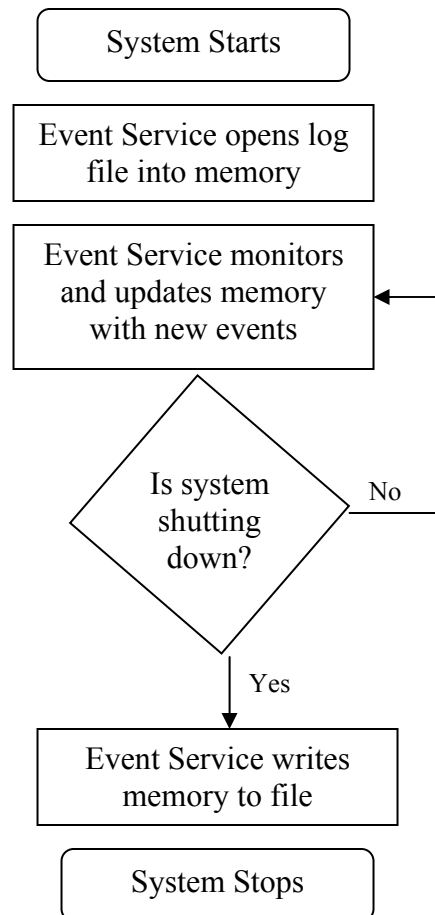 System Starts
Event Service opens log
file into memory
Event Service monitors
and updates memory
with new events
Is system
shutting
down?
No
Yes
Event Service writes
memory to file
System Stops